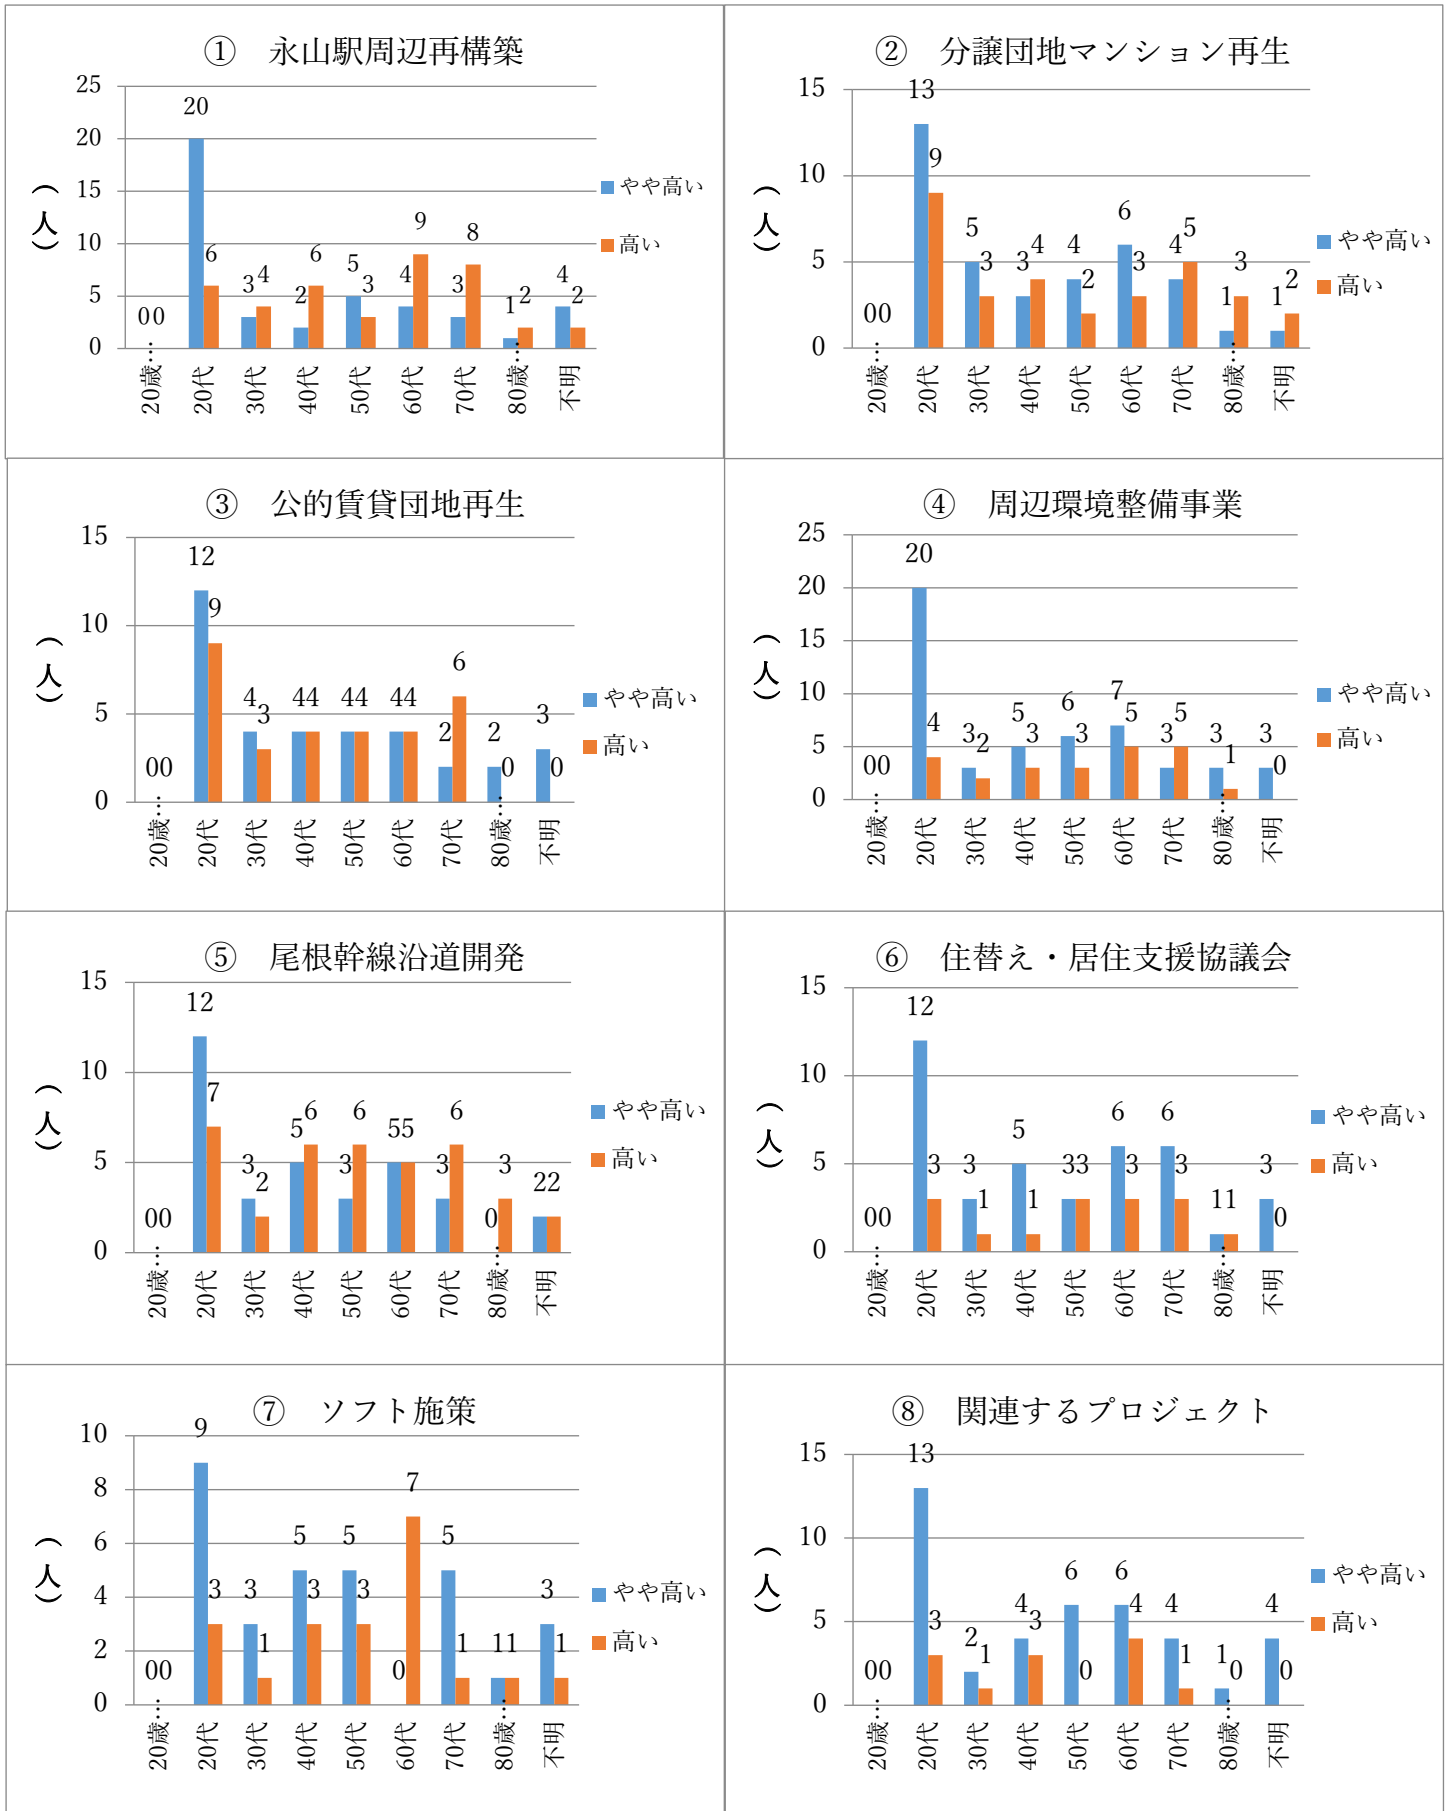 ① 永山駅周辺再構築
25
20
15
10
5
0
（人）
0 0
20 6
3 4
2 6
5 3
4 9
3 8
1 2
4 2
20歳… 20代 30代 40代 50代 60代 70代 80歳… 不明
やや高い
高い
② 分譲団地マンション再生
15
10
5
0
（人）
0 0
13 9
5 3
3 4
4 2
6 3
4 5
1 3
1 2
20歳… 20代 30代 40代 50代 60代 70代 80歳… 不明
やや高い
高い
③ 公的賃貸団地再生
15
10
5
0
（人）
0 0
12 9
4 3
4 4
4 4
4 4
2 6
2 0
3 0
20歳… 20代 30代 40代 50代 60代 70代 80歳… 不明
やや高い
高い
④ 周辺環境整備事業
25
20
15
10
5
0
（人）
0 0
20 4
3 2
5 3
6 3
7 5
3 5
3 1
3 0
20歳… 20代 30代 40代 50代 60代 70代 80歳… 不明
やや高い
高い
⑤ 尾根幹線沿道開発
15
10
5
0
（人）
0 0
12 7
3 2
5 6
3 6
5 5
3 6
0 3
2 2
20歳… 20代 30代 40代 50代 60代 70代 80歳… 不明
やや高い
高い
⑥ 住替え・居住支援協議会
15
10
5
0
（人）
0 0
12 3
3 1
5 1
3 3
6 3
6 3
1 1
3 0
20歳… 20代 30代 40代 50代 60代 70代 80歳… 不明
やや高い
高い
⑦ ソフト施策
10
8
6
4
2
0
（人）
0 0
9 3
3 1
5 3
5 3
0 7
5 1
1 1
3 1
20歳… 20代 30代 40代 50代 60代 70代 80歳… 不明
やや高い
高い
⑧ 関連するプロジェクト
15
10
5
0
（人）
0 0
13 3
2 1
4 3
6 0
6 4
4 1
1 0
4 0
20歳… 20代 30代 40代 50代 60代 70代 80歳… 不明
やや高い
高い